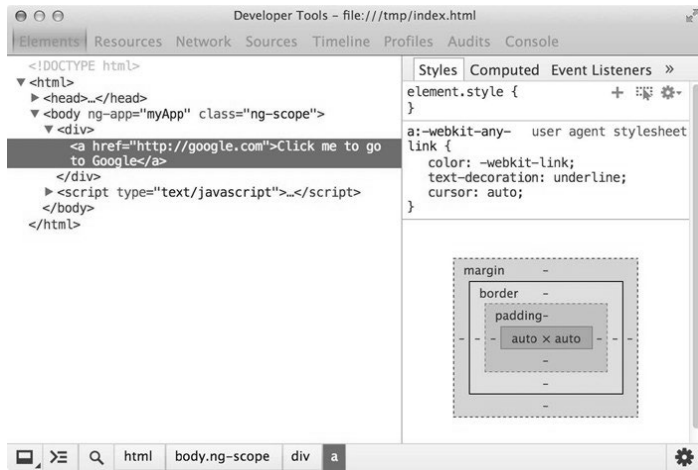 Developer Tools - file:///tmp/index.html
Elements Resources Network Sources Timeline Profiles Audits Console
<!DOCTYPE html>
▼<html>
▶<head>…</head>
▼<body ng-app="myApp" class="ng-scope">
▼<div>
<a href="http://google.com">Click me to go
to Google</a>
</div>
▶<script type="text/javascript">…</script>
</body>
</html>
Styles Computed Event Listeners »
element.style {
}
a:-webkit-any- user agent stylesheet
link {
color: -webkit-link;
text-decoration: underline;
cursor: auto;
}
margin -
border -
padding-
- - - auto × auto - - -
-
-
-
html body.ng-scope div a